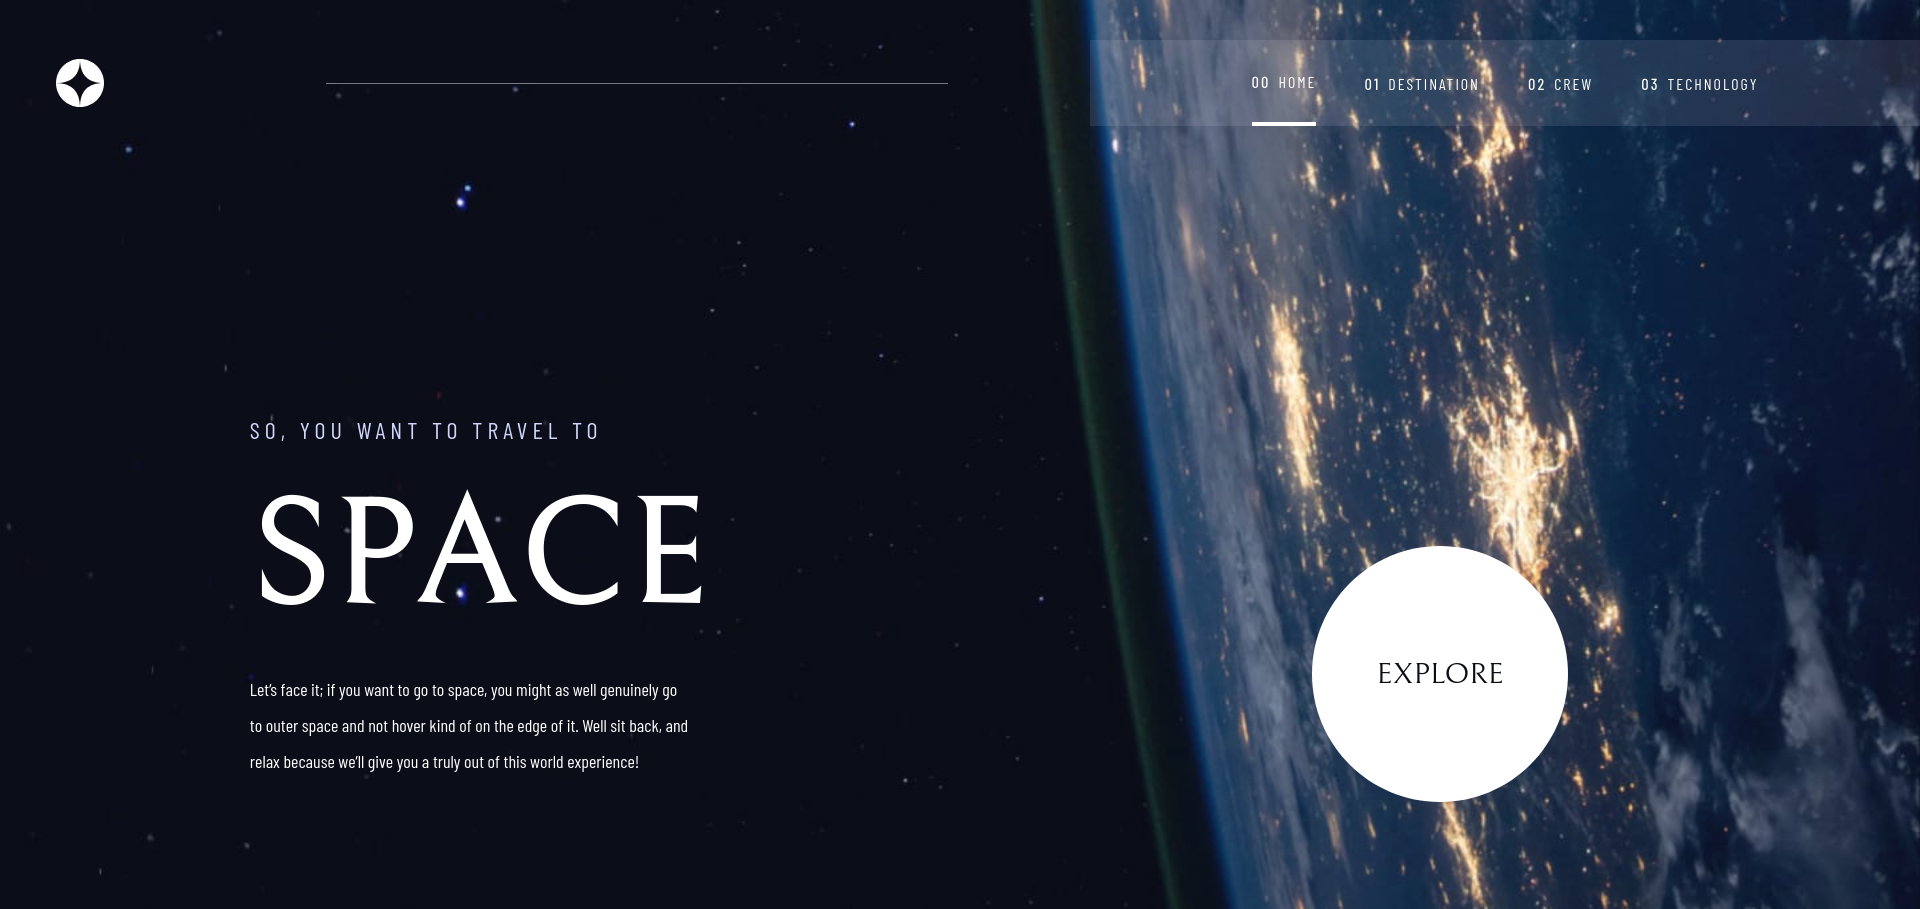 00 HOME 01 DESTINATION 02 CREW 03 TECHNOLOGY
SO, YOU WANT TO TRAVEL TO
SPACE
Let’s face it; if you want to go to space, you might as well genuinely go
to outer space and not hover kind of on the edge of it. Well sit back, and
relax because we’ll give you a truly out of this world experience!
EXPLORE